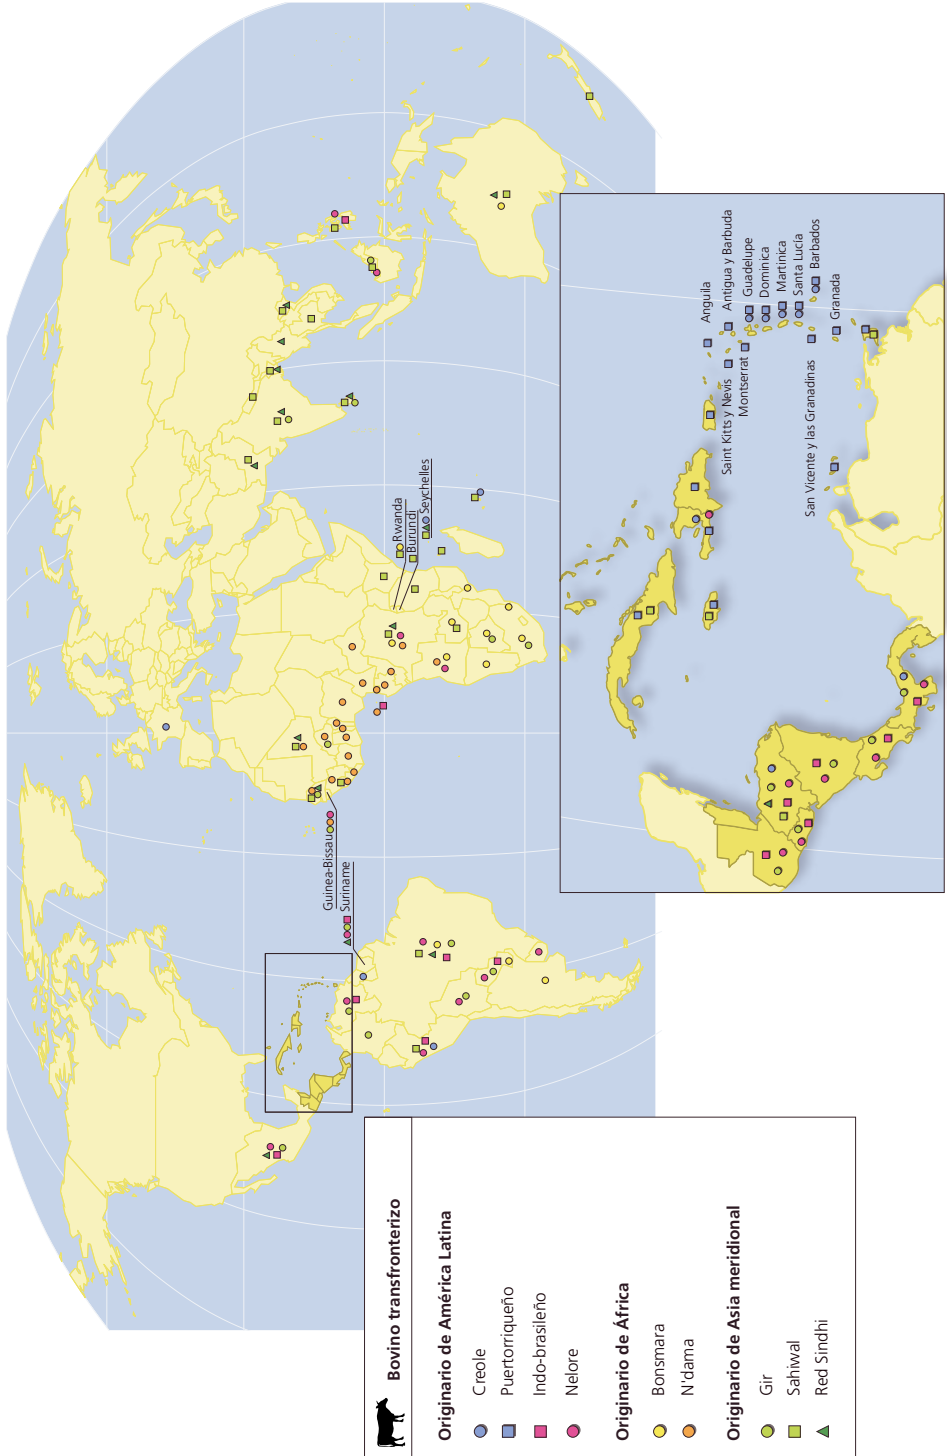 Bovino transfronterizo
Originario de América Latina
Creole
Puertorriqueño
Indo-brasileño
Nelore
Originario de África
Bonsmara
N'dama
Originario de Asia meridional
Gir
Sahiwal
Red Sindhi
Guinea-Bissau
Suriname
Rwanda
Burundi
Seychelles
Anguila
Antigua y Barbuda
Saint Kitts y Nevis
Montserrat
Guadelupe
Dominica
Martinica
Santa Lucía
Barbados
San Vicente y las Granadinas
Granada